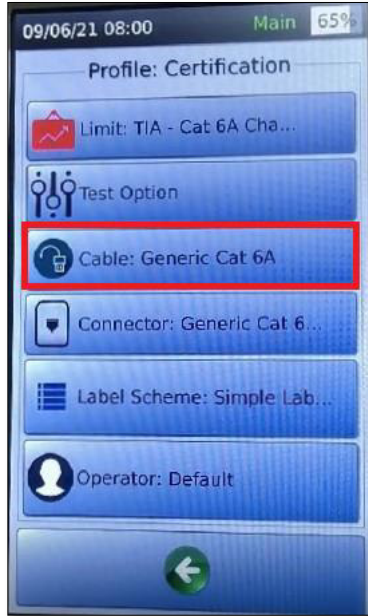 09/06/21 08:00 Main 65%
Profile: Certification
Limit: TIA - Cat 6A Cha...
Test Option
Cable: Generic Cat 6A
Connector: Generic Cat 6...
Label Scheme: Simple Lab...
Operator: Default